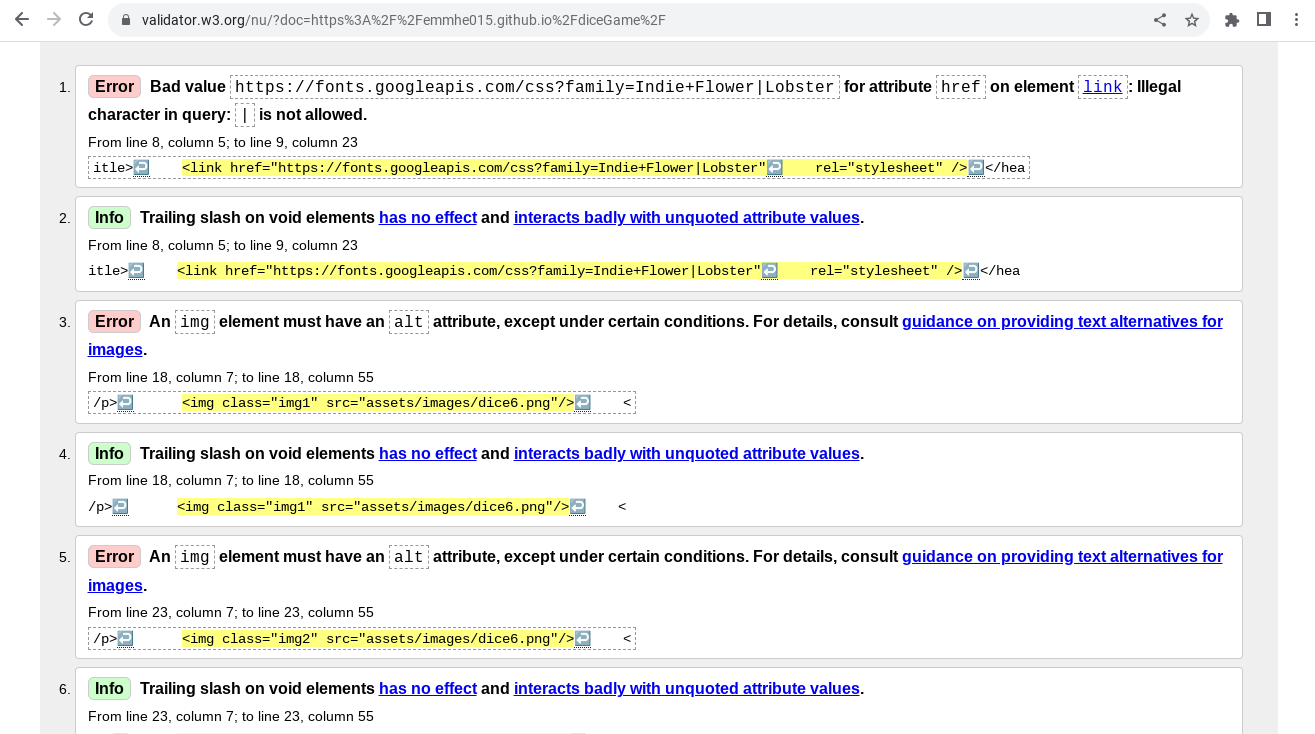 validator.w3.org/nu/?doc=https%3A%2F%2Femmhe015.github.io%2FdiceGame%2F
1. Error Bad value https://fonts.googleapis.com/css?family=Indie+Flower|Lobster for attribute href on element link: Illegal
character in query: | is not allowed.
From line 8, column 5; to line 9, column 23
itle>↩ <link href="https://fonts.googleapis.com/css?family=Indie+Flower|Lobster"↩ rel="stylesheet" />↩</hea
2. Info Trailing slash on void elements has no effect and interacts badly with unquoted attribute values.
From line 8, column 5; to line 9, column 23
itle>↩ <link href="https://fonts.googleapis.com/css?family=Indie+Flower|Lobster"↩ rel="stylesheet" />↩</hea
3. Error An img element must have an alt attribute, except under certain conditions. For details, consult guidance on providing text alternatives for
images.
From line 18, column 7; to line 18, column 55
/p>↩ <img class="img1" src="assets/images/dice6.png"/>↩ <
4. Info Trailing slash on void elements has no effect and interacts badly with unquoted attribute values.
From line 18, column 7; to line 18, column 55
/p>↩ <img class="img1" src="assets/images/dice6.png"/>↩ <
5. Error An img element must have an alt attribute, except under certain conditions. For details, consult guidance on providing text alternatives for
images.
From line 23, column 7; to line 23, column 55
/p>↩ <img class="img2" src="assets/images/dice6.png"/>↩ <
6. Info Trailing slash on void elements has no effect and interacts badly with unquoted attribute values.
From line 23, column 7; to line 23, column 55